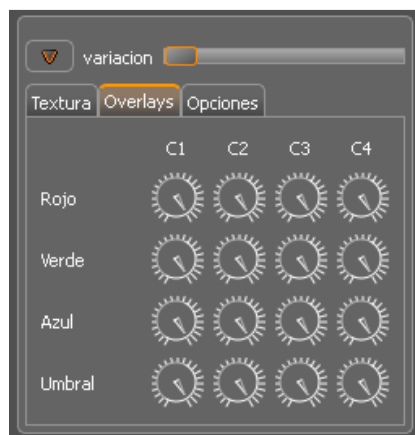 variacion
Textura Overlays Opciones
C1 C2 C3 C4
Rojo
Verde
Azul
Umbral